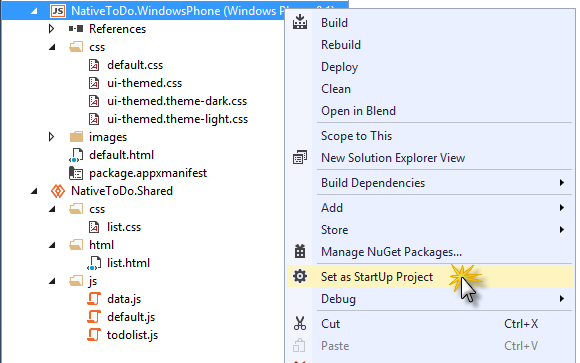 JS NativeToDo.WindowsPhone (Windows
References
css
default.css
ui-themed.css
ui-themed.theme-dark.css
ui-themed.theme-light.css
images
default.html
package.appxmanifest
NativeToDo.Shared
css
list.css
html
list.html
js
data.js
default.js
todolist.js
Build
Rebuild
Deploy
Clean
Open in Blend
Scope to This
New Solution Explorer View
Build Dependencies
Add
Store
Manage NuGet Packages...
Set as StartUp Project
Debug
Cut Ctrl+X
Paste Ctrl+V